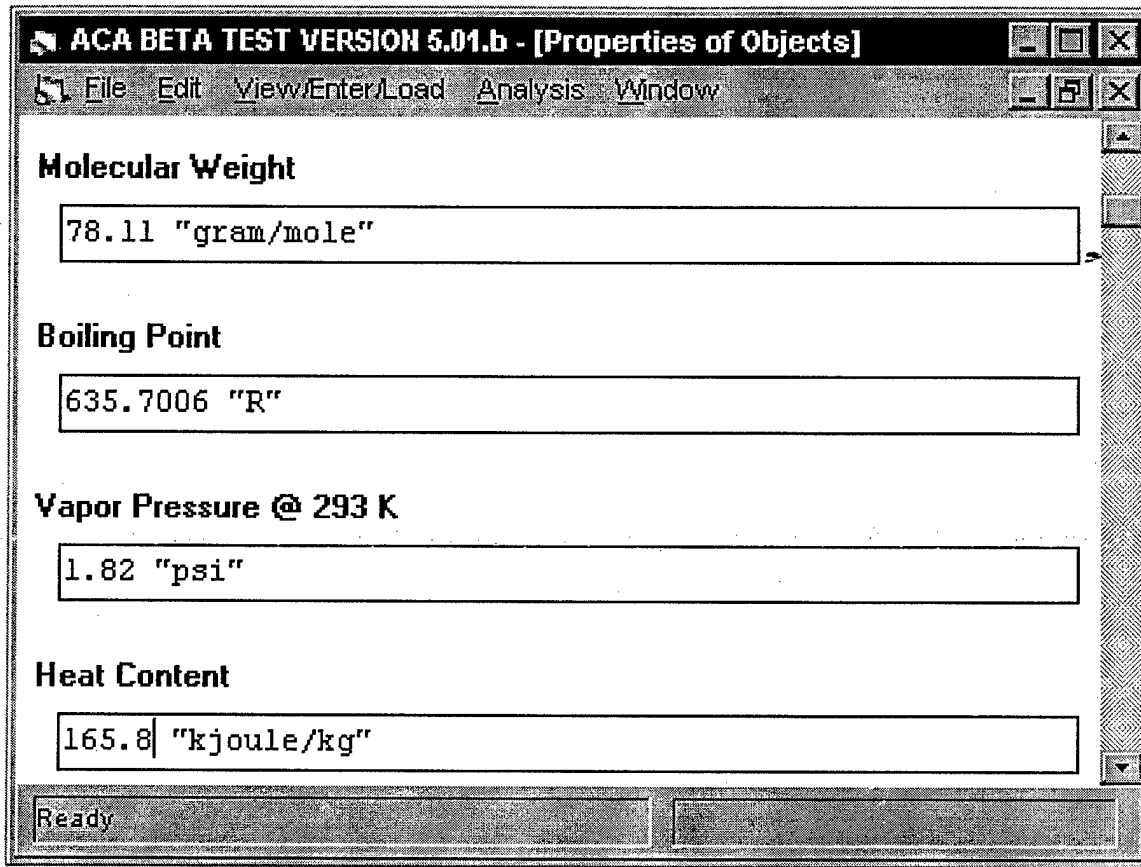 ACA BETA TEST VERSION 5.01.b - [Properties of Objects]
File Edit View/Enter/Load Analysis Window
Molecular Weight
78.11 "gram/mole"
Boiling Point
635.7006 "R"
Vapor Pressure @ 293 K
1.82 "psi"
Heat Content
165.8 "kjoule/kg"
Ready